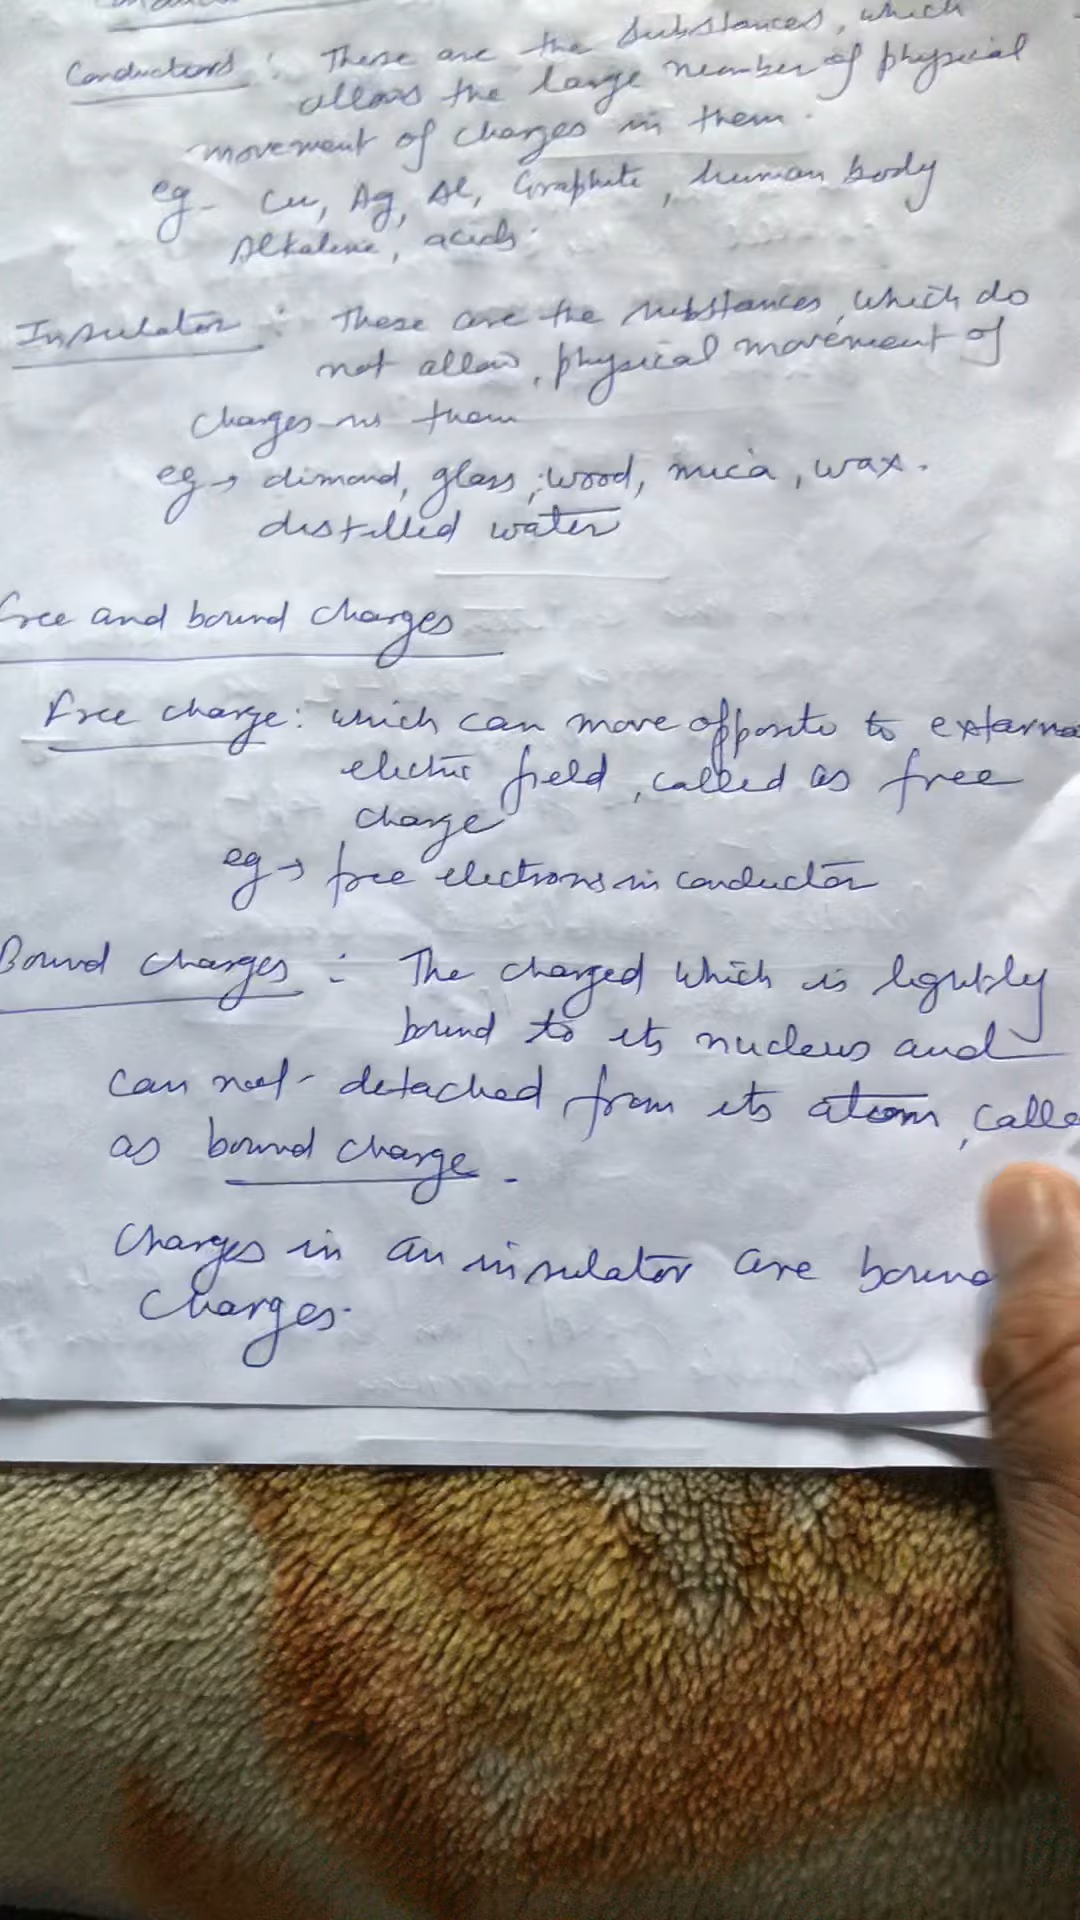 Conductors : These are the substances, which
allows the large number of physical
movement of charges in them.
eg- Cu, Ag, Al, Graphite, human body
Alkaline, acids.
Insulator : These are the substances, which do
not allow, physical movement of
charges in them
eg → dimond, glass, wood, mica, wax.
distilled water
free and bound charges
Free charge : which can move opposite to externa
electric field, called as free
charge
eg → free electrons in conductor
Bound charges : The charged which is lightly
bound to its nucleus and
can not detached from its atom, calle
as bound charge.
Charges in an insulator are boun
charges.